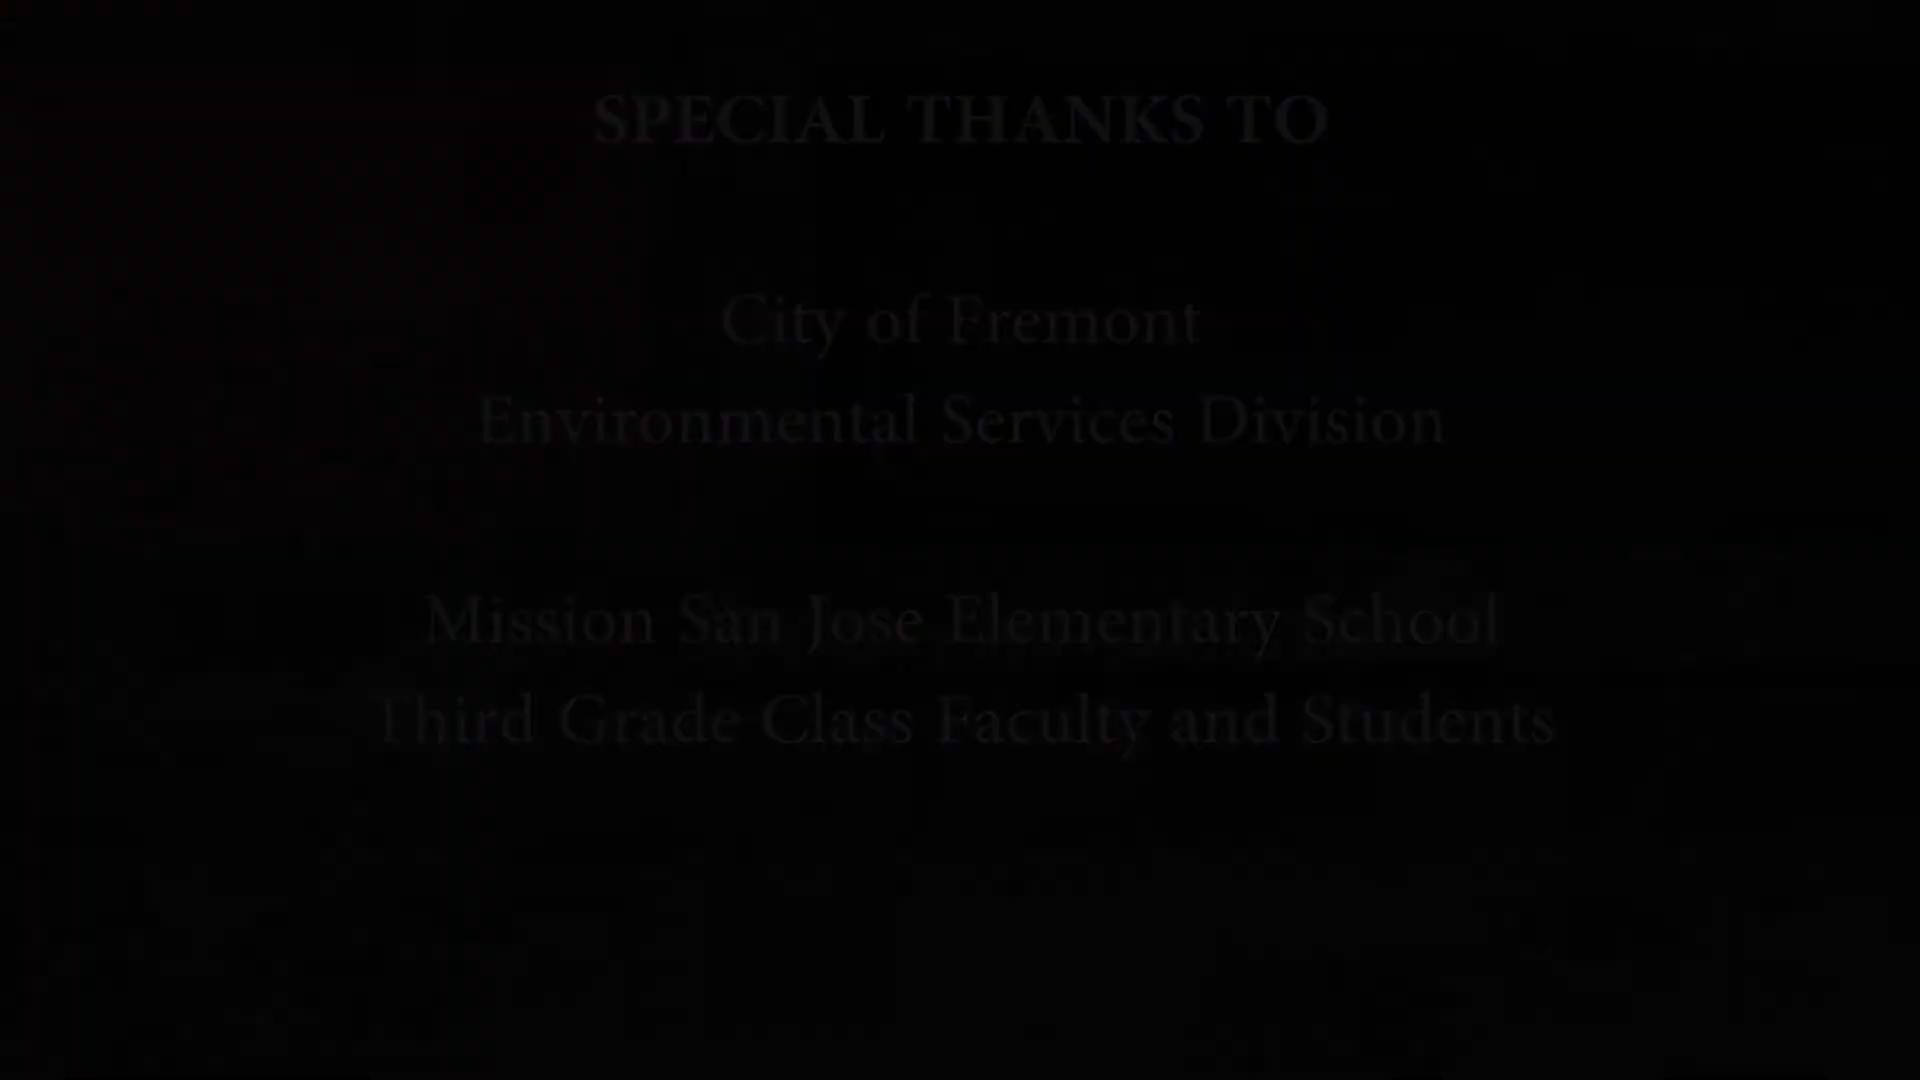 SPECIAL THANKS TO
City of Fremont
Environmental Services Division
Mission San Jose Elementary School
Third Grade Class Faculty and Students